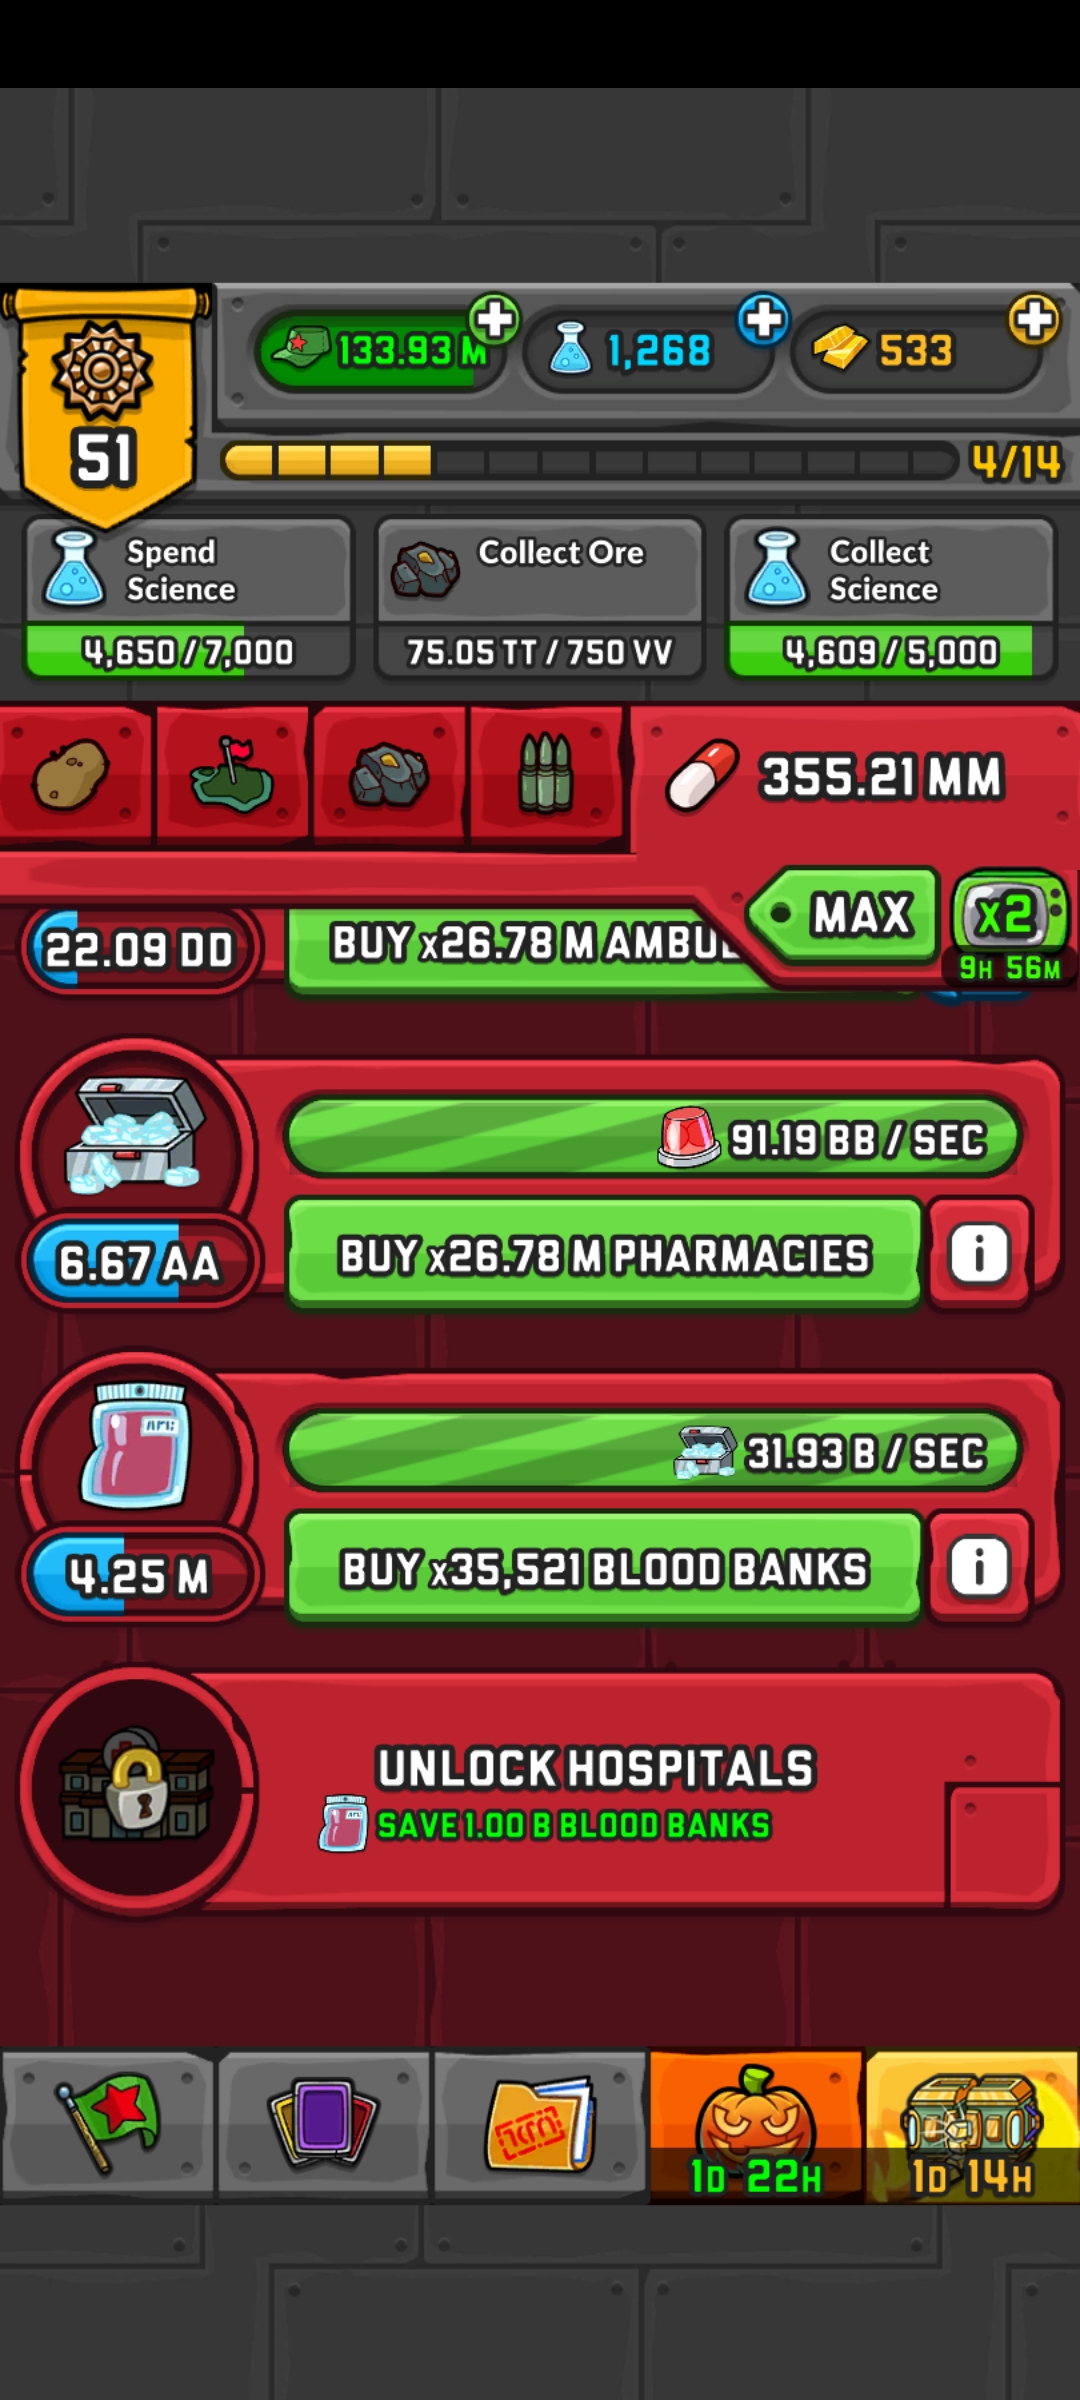 133.93 M
1,268
533
51
4/14
Spend
Science
4,650 / 7,000
Collect Ore
75.05 TT / 750 VV
Collect
Science
4,609 / 5,000
355.21 MM
MAX
x2
9H 56M
22.09 DD
BUY x26.78 M AMBUL
91.19 BB / SEC
6.67 AA
BUY x26.78 M PHARMACIES
i
31.93 B / SEC
4.25 M
BUY x35,521 BLOOD BANKS
i
UNLOCK HOSPITALS
SAVE 1.00 B BLOOD BANKS
1D 22H
1D 14H